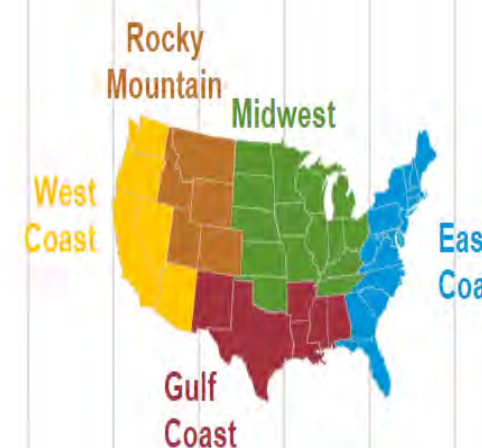 Rocky
Mountain
Midwest
West
Coast
Eas
Coa
Gulf
Coast